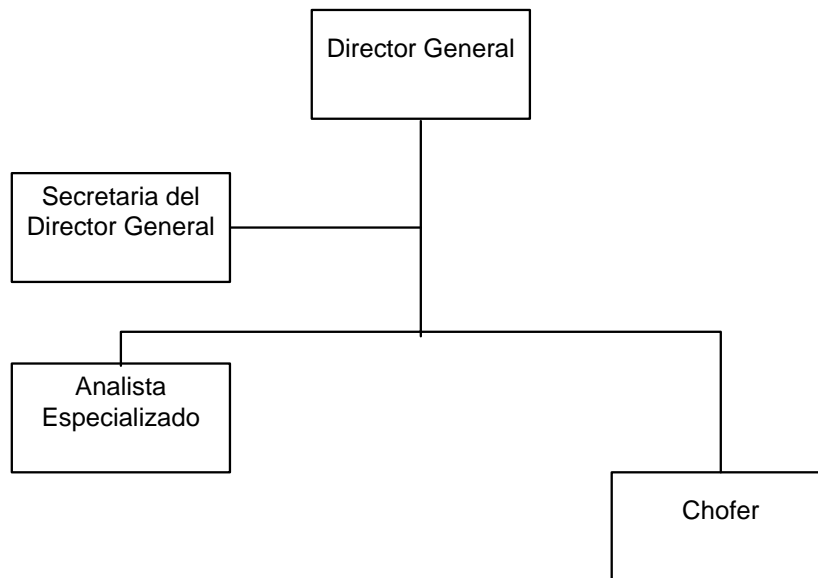 Director General
Secretaria del
Director General
Analista
Especializado
Chofer